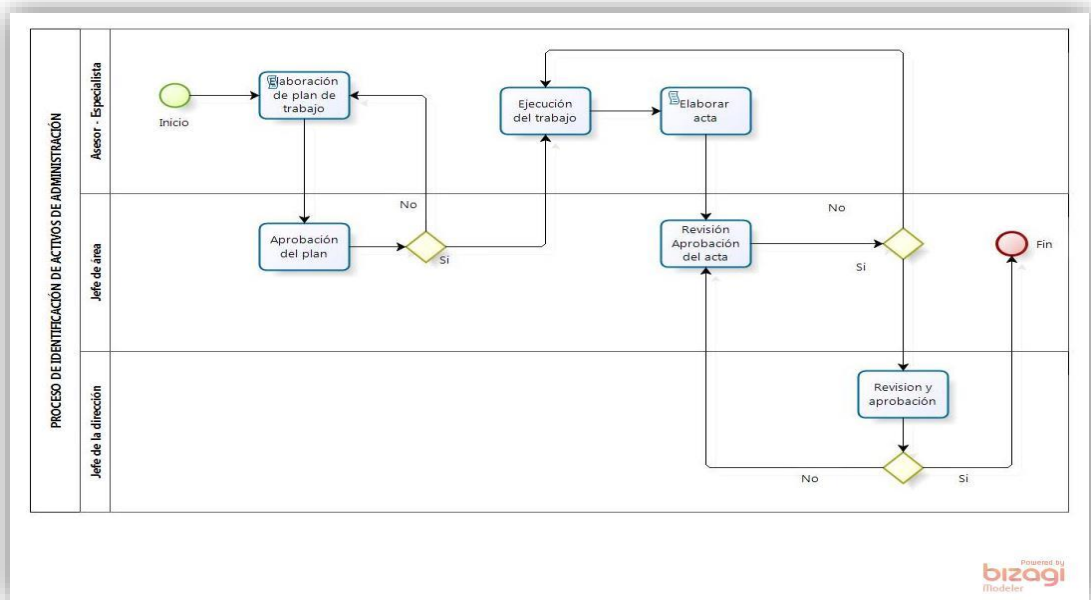 PROCESO DE IDENTIFICACIÓN DE ACTIVOS DE ADMINISTRACION
Asesor - Especialista
Inicio
Elaboración
de plan de
trabajo
Ejecución
del trabajo
Elaborar
acta
Jefe de área
Aprobación
del plan
No
Si
Revisión
Aprobación
del acta
No
Si
Fin
Jefe de la dirección
Revision y
aprobación
No
Si
Powered by
bizagi
Modeler